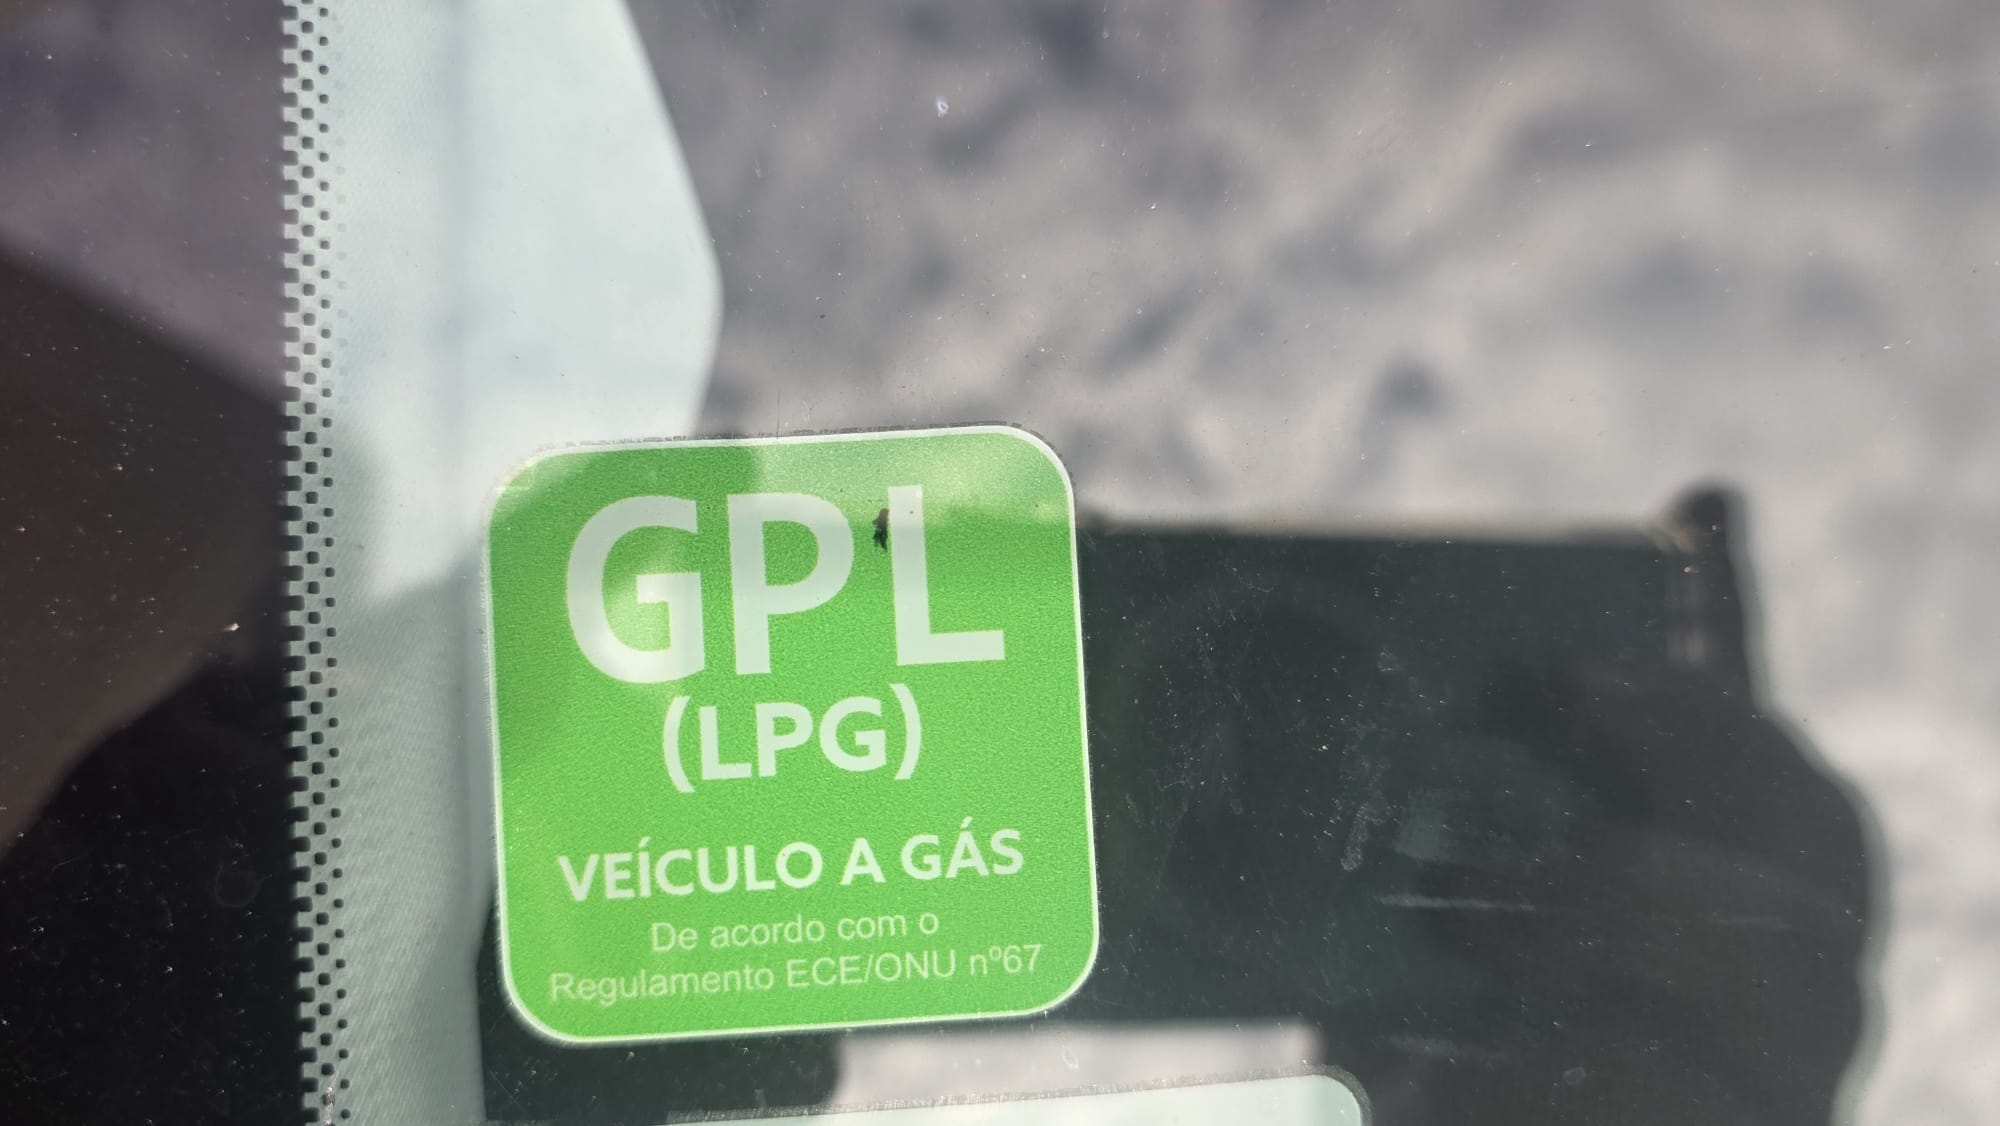 GPL
(LPG)
VEÍCULO A GÁS
De acordo com o
Regulamento ECE/ONU nº67